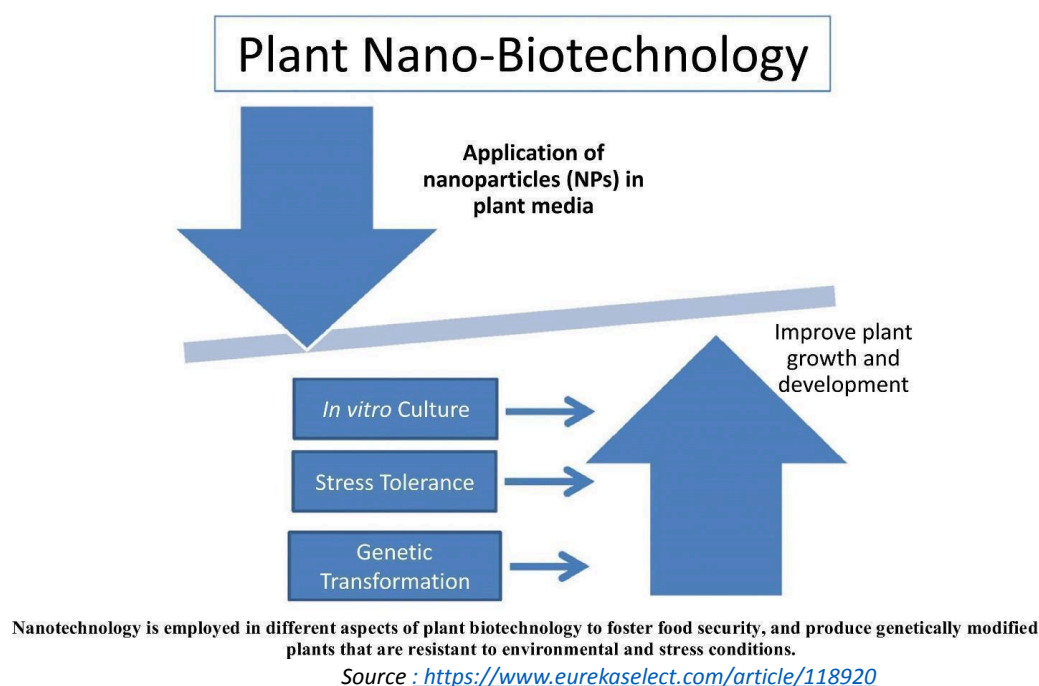 Plant Nano-Biotechnology
Application of
nanoparticles (NPs) in
plant media
Improve plant
growth and
development
In vitro Culture
Stress Tolerance
Genetic
Transformation
Nanotechnology is employed in different aspects of plant biotechnology to foster food security, and produce genetically modified
plants that are resistant to environmental and stress conditions.
Source : https://www.eurekaselect.com/article/118920